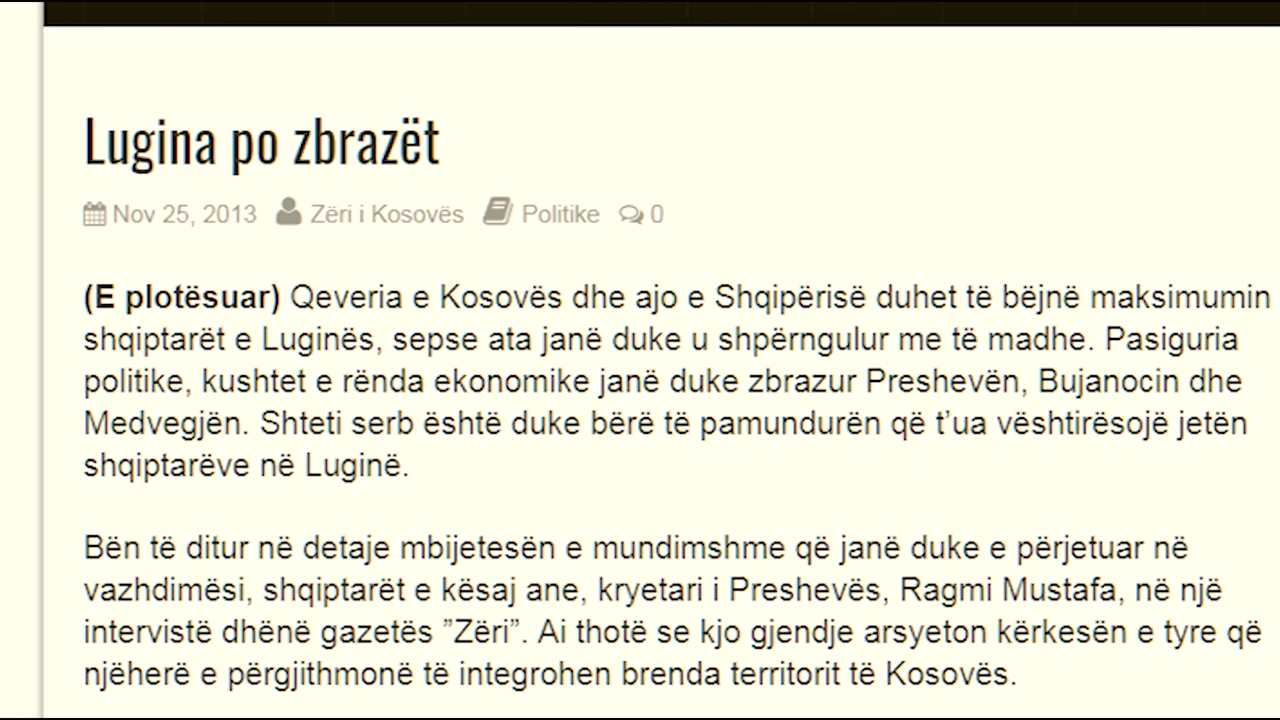 Lugina po zbrazët
Nov 25, 2013 Zëri i Kosovës Politike 0
(E plotësuar) Qeveria e Kosovës dhe ajo e Shqipërisë duhet të bëjnë maksimumin
shqiptarët e Luginës, sepse ata janë duke u shpërngulur me të madhe. Pasiguria
politike, kushtet e rënda ekonomike janë duke zbrazur Preshevën, Bujanocin dhe
Medvegjën. Shteti serb është duke bërë të pamundurën që t’ua vështirësojë jetën
shqiptarëve në Luginë.
Bën të ditur në detaje mbijetesën e mundimshme që janë duke e përjetuar në
vazhdimësi, shqiptarët e kësaj ane, kryetari i Preshevës, Ragmi Mustafa, në një
intervistë dhënë gazetës ”Zëri”. Ai thotë se kjo gjendje arsyeton kërkesën e tyre që
njëherë e përgjithmonë të integrohen brenda territorit të Kosovës.